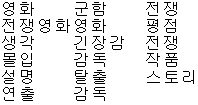 영화 군함 전쟁
전쟁영화 영화 평점
생각 긴장감 전쟁
몰입 감독 작품
설명 탈출 스토리
연출 감독